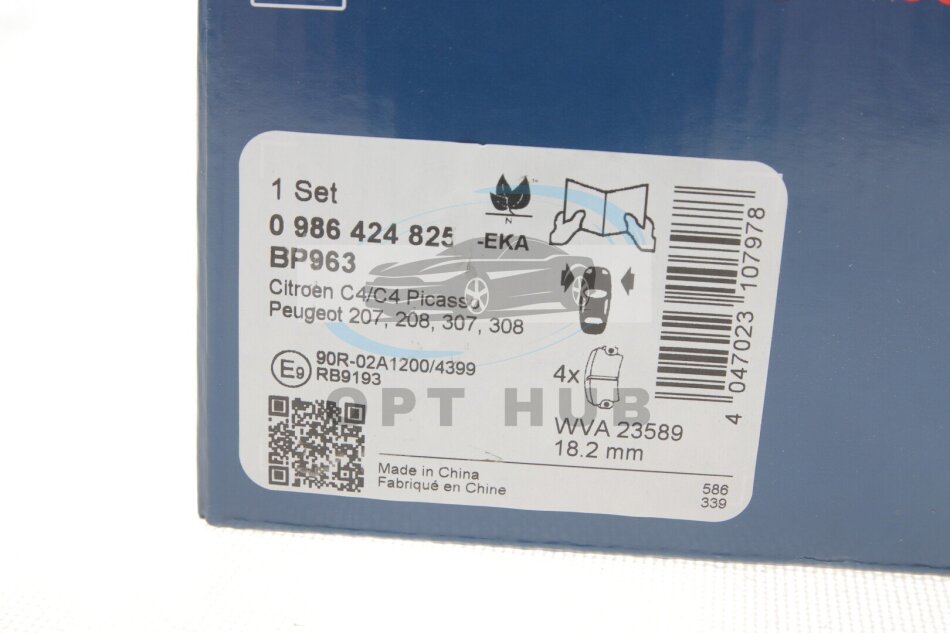 1 Set
0 986 424 825
-EKA
BP963
Citroën C4/C4 Picasso
Peugeot 207, 208, 307, 308
E9
90R-02A1200/4399
RB9193
N
4x
WVA 23589
18.2 mm
4 047023 107978
OPT HUB
Made in China
Fabriqué en Chine
586
339